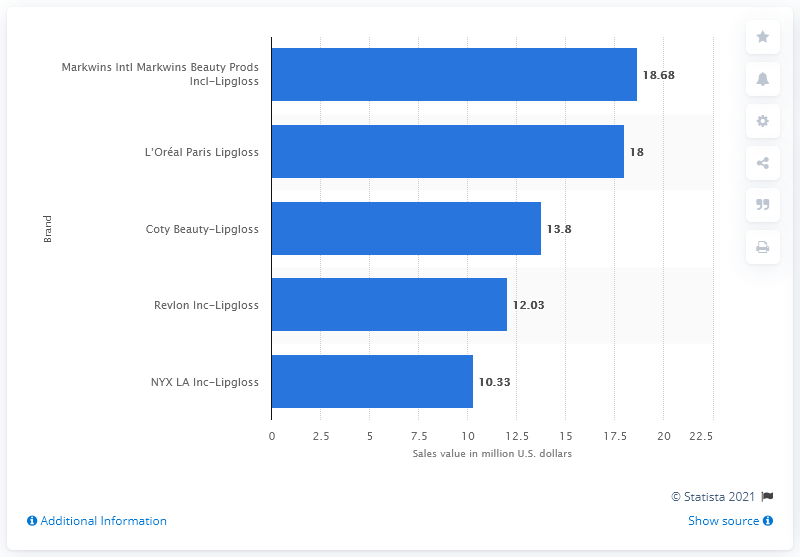 Markwins Intl Markwins Beauty Prods
Incl-Lipgloss
18.68
L'Oréal Paris Lipgloss
18
Coty Beauty-Lipgloss
13.8
Revlon Inc-Lipgloss
12.03
NYX LA Inc-Lipgloss
10.33
Brand
0 2.5 5 7.5 10 12.5 15 17.5 20 22.5
Sales value in million U.S. dollars
© Statista 2021
Additional Information
Show source